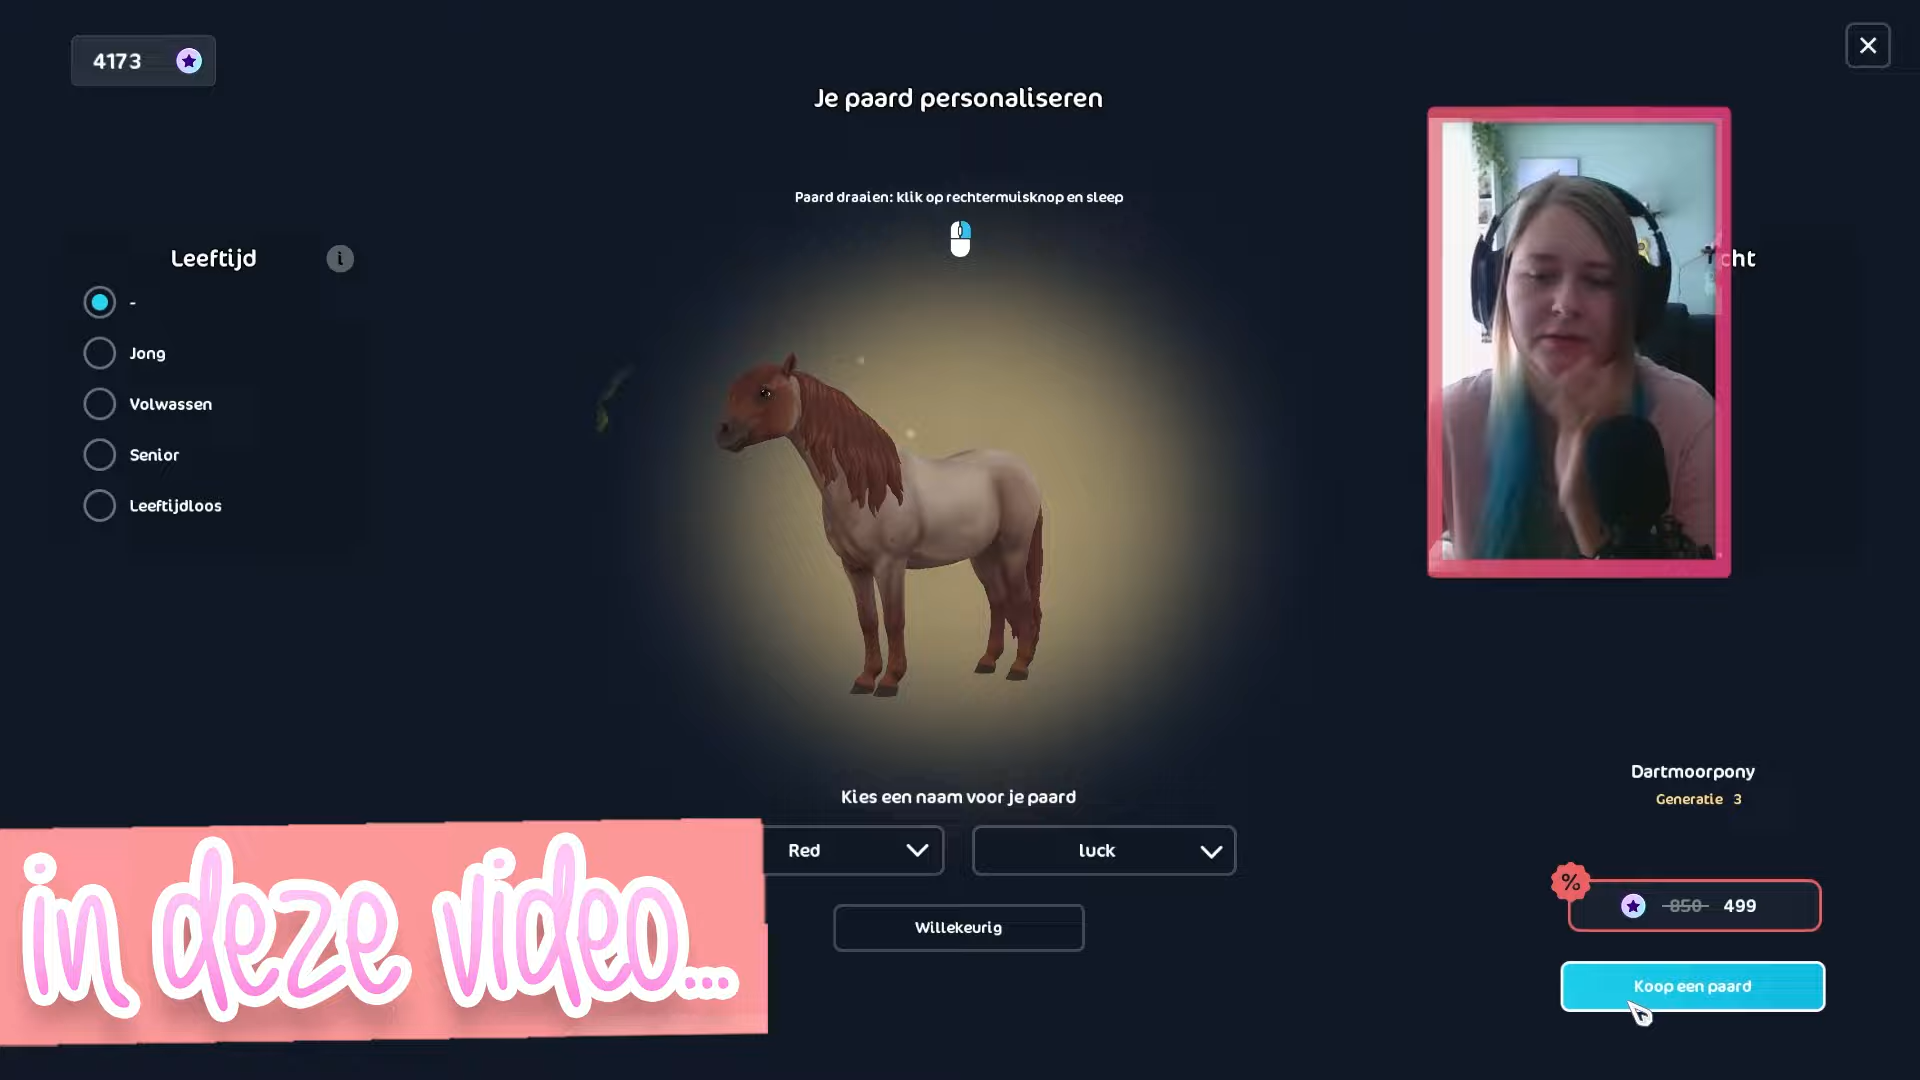 4173
Je paard personaliseren
Paard draaien: klik op rechtermuisknop en sleep
Leeftijd
i
-
Jong
Volwassen
Senior
Leeftijdloos
cht
Kies een naam voor je paard
Red
luck
Willekeurig
Dartmoorpony
Generatie 3
%
850 499
Koop een paard
in deze video...